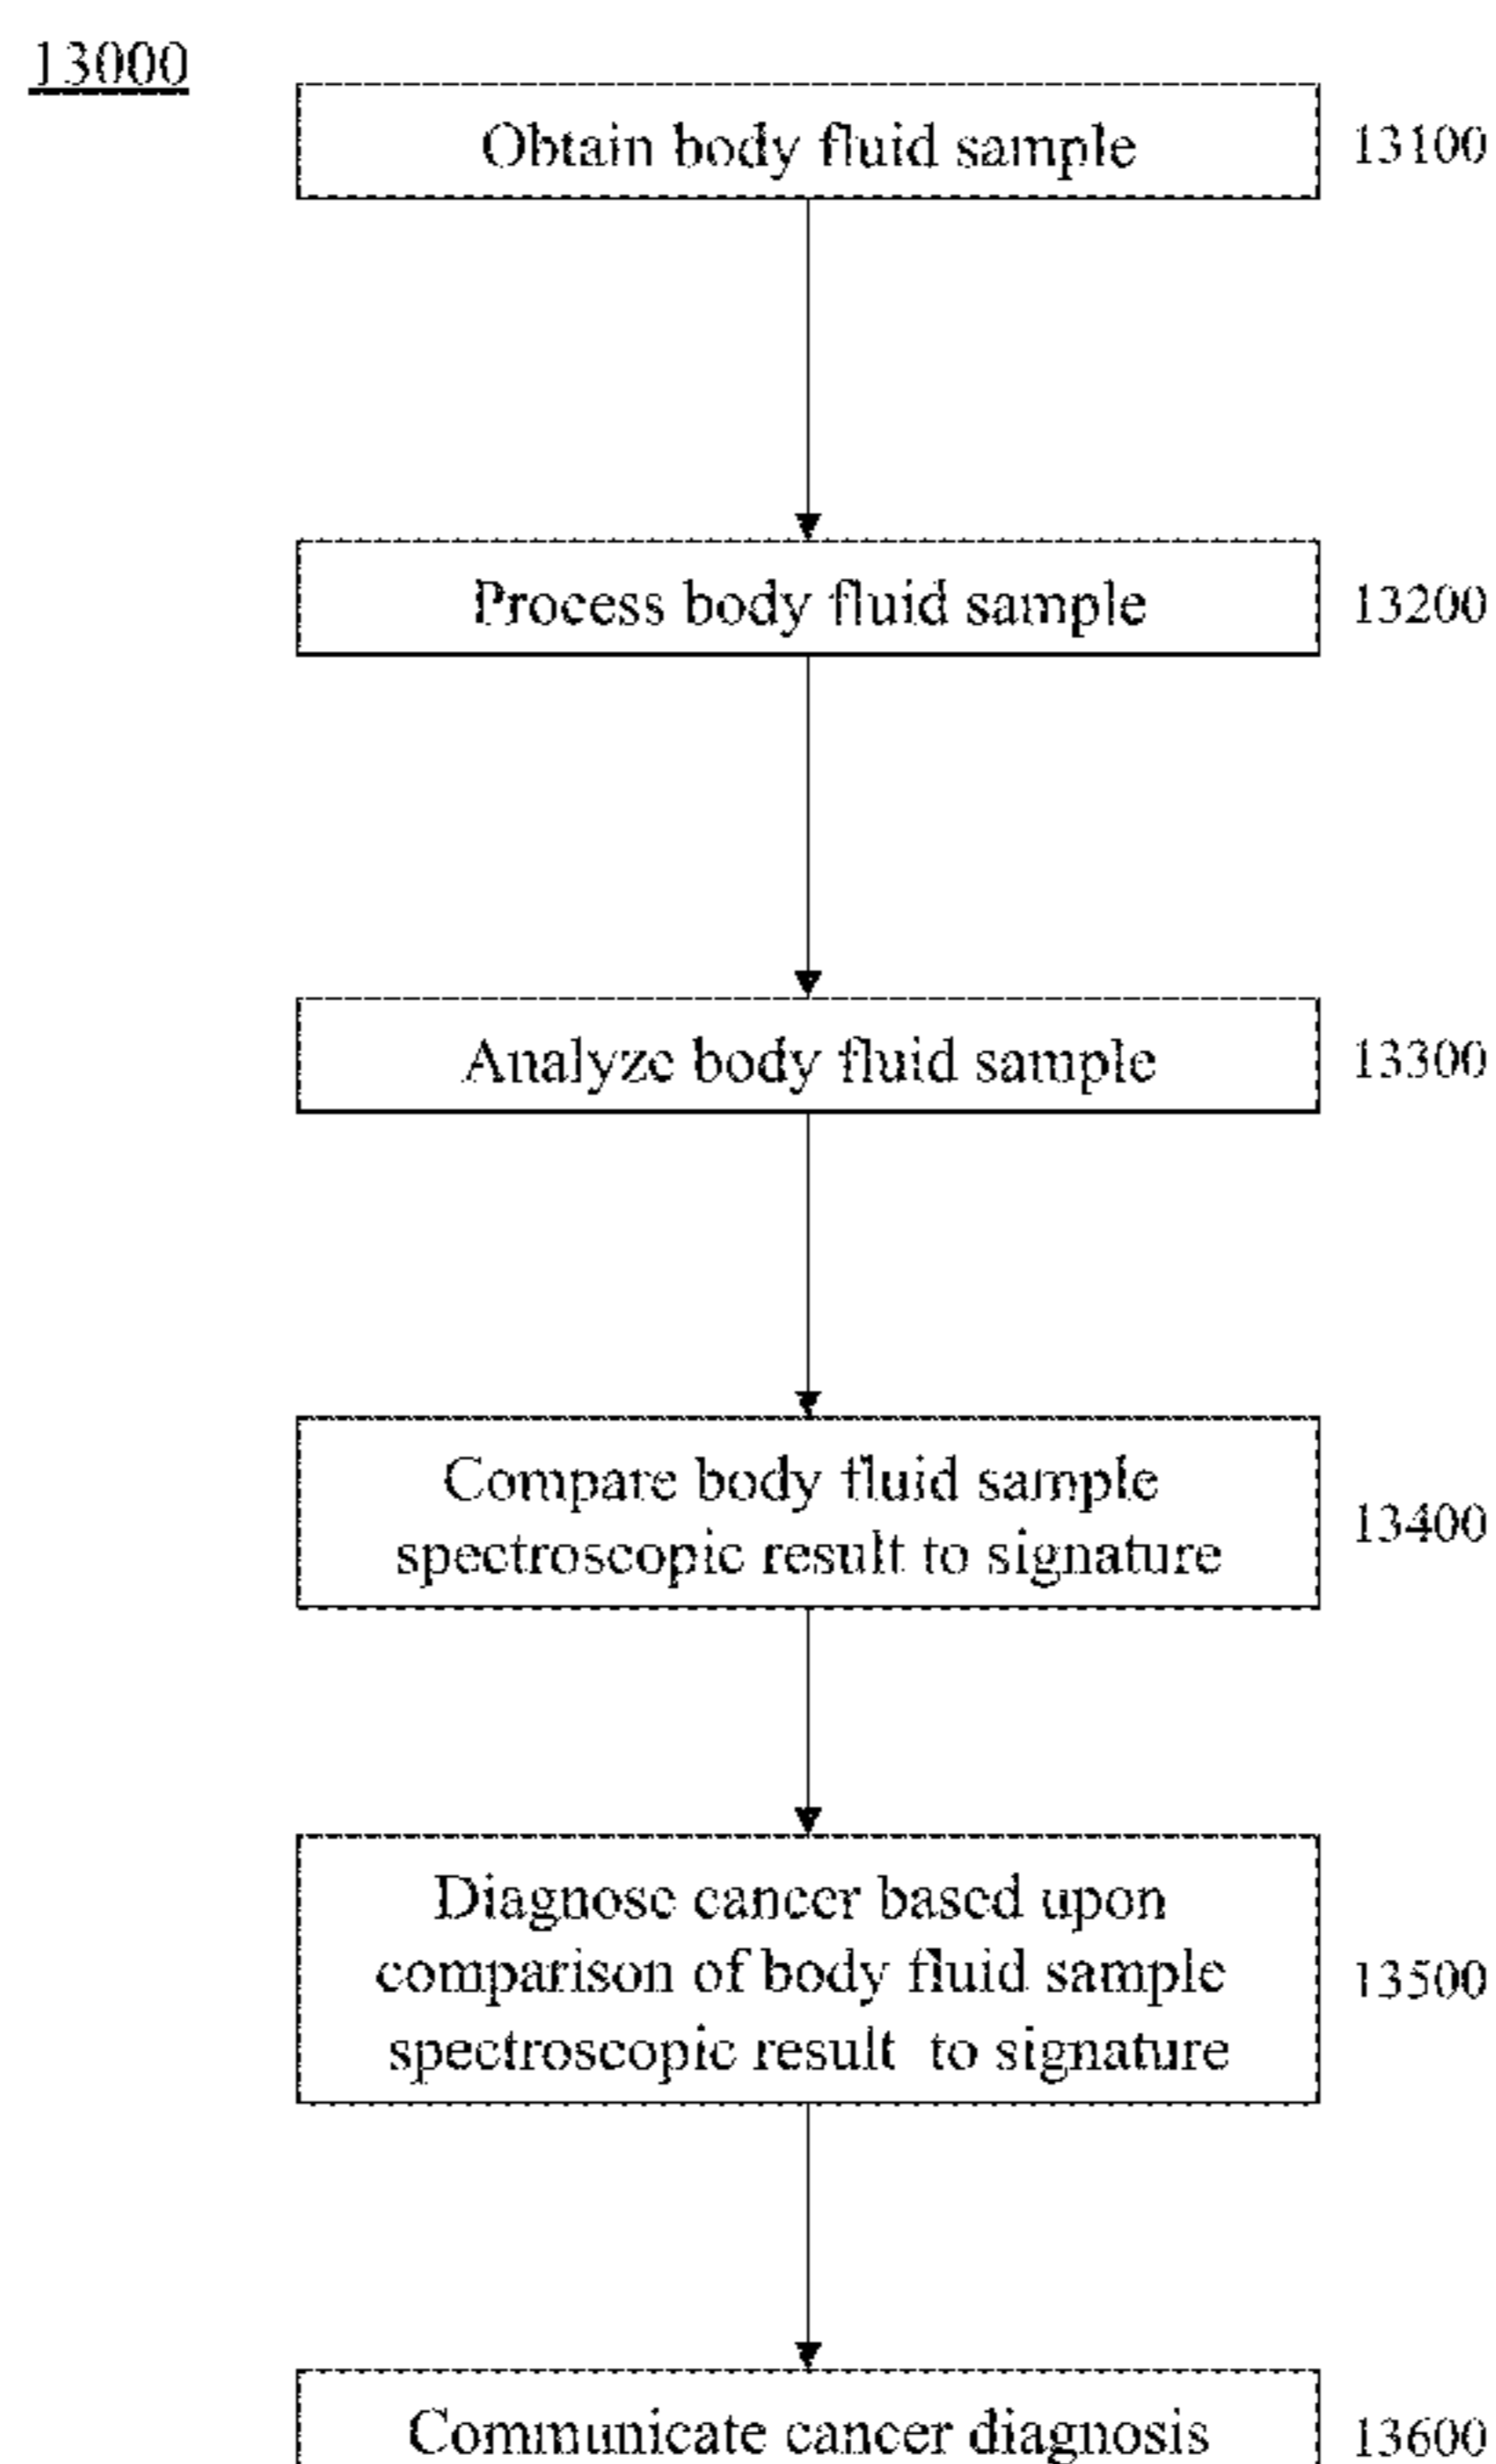 13000
Obtain body fluid sample
13100
Process body fluid sample
13200
Analyze body fluid sample
13300
Compare body fluid sample
spectroscopic result to signature
13400
Diagnose cancer based upon
comparison of body fluid sample
spectroscopic result to signature
13500
Communicate cancer diagnosis
13600